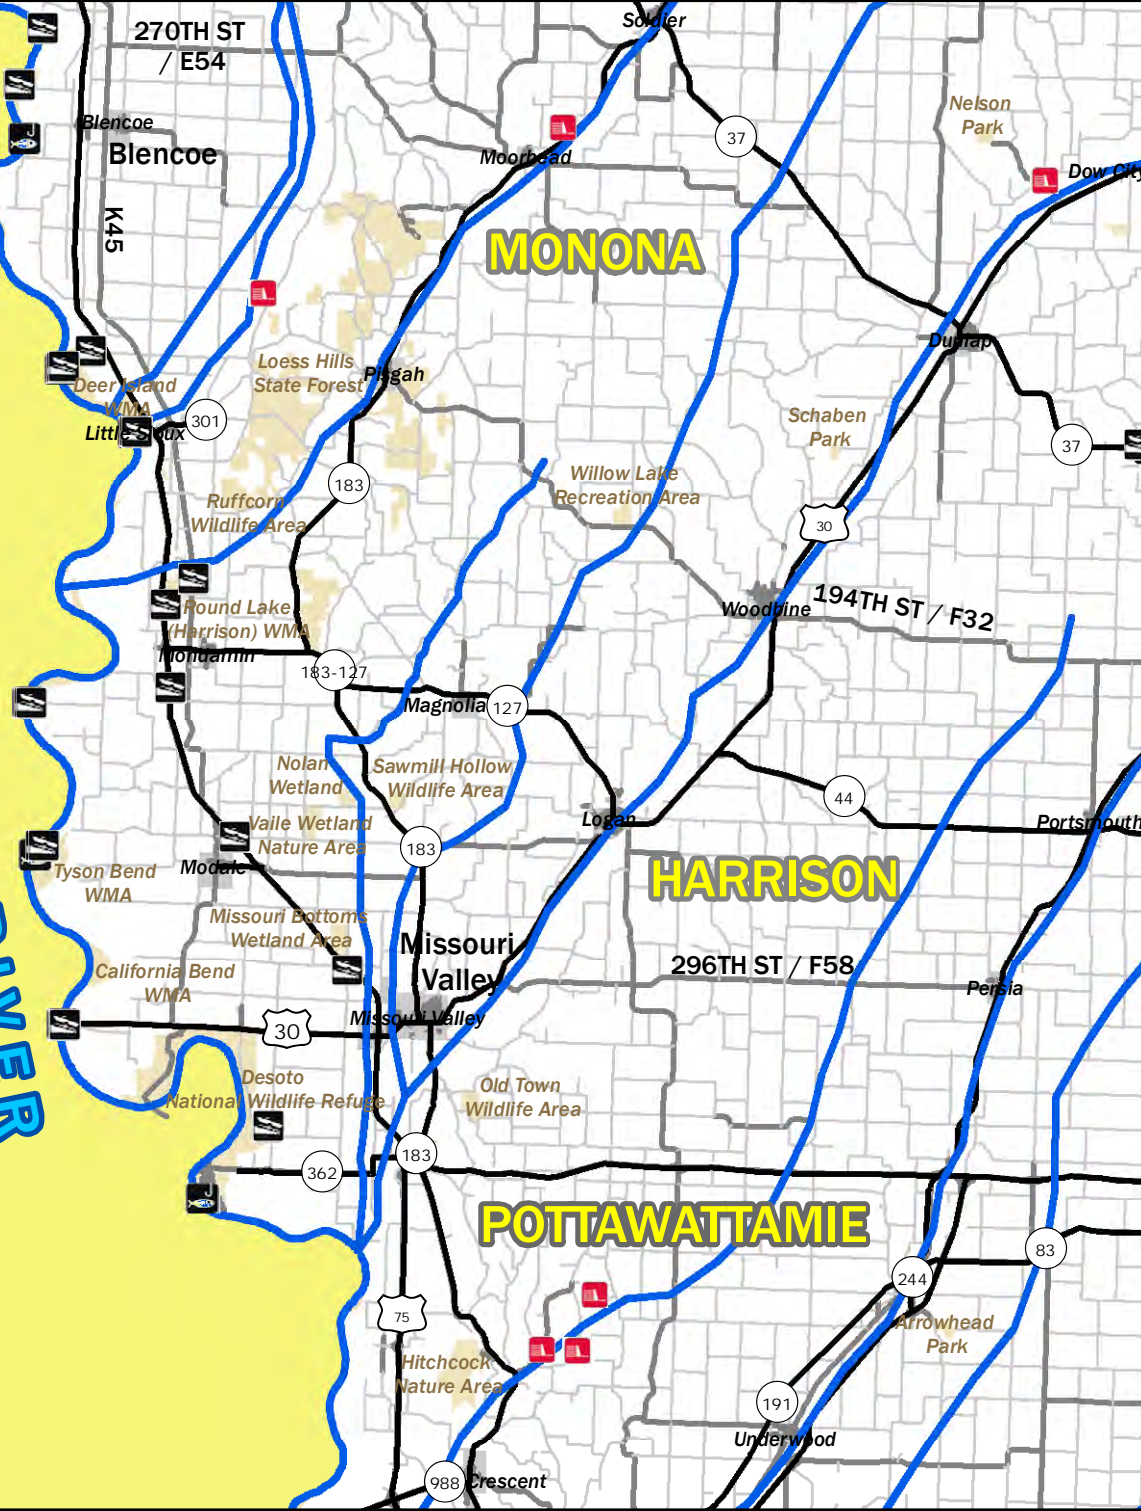 270TH ST
/ E54
Soldier
Nelson
Park
Blencoe
Blencoe
37
Moorhead
Dow City
K45
MONONA
Loess Hills
State Forest
Pisgah
Dunlap
Deer Island
WMA
Little Sioux
301
Schaben
Park
37
183
Willow Lake
Recreation Area
Ruffcorn
Wildlife Area
30
Round Lake
(Harrison) WMA
Woodbine
194TH ST / F32
Mondamin
183-127
Magnolia
127
Nolan
Wetland
Sawmill Hollow
Wildlife Area
44
Vaile Wetland
Nature Area
Logan
Portsmouth
183
Modale
Tyson Bend
WMA
HARRISON
Missouri Bottoms
Wetland Area
Missouri
Valley
California Bend
WMA
296TH ST / F58
Persia
RIVER
Missouri Valley
30
Desoto
National Wildlife Refuge
Old Town
Wildlife Area
183
362
POTTAWATTAMIE
83
244
75
Arrowhead
Park
Hitchcock
Nature Area
191
Underwood
988
Crescent